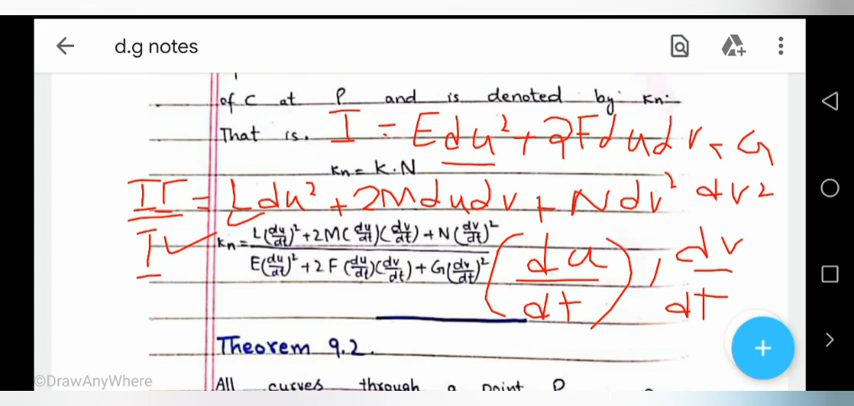 d.g notes
of C at P and is denoted by Kn:-
That is. I = Edu² + 2Fdudv + G
Kn = K.N dv2
II = Ldu² + 2Mdudv + Ndv²
I
Kn = L(du/dt)² + 2M(du/dt)(dv/dt) + N(dv/dt)²
E(du/dt)² + 2F(du/dt)(dv/dt) + G(dv/dt)² (du/dt), dv/dt
Theorem 9.2.
©DrawAnyWhere
All curves through a point P